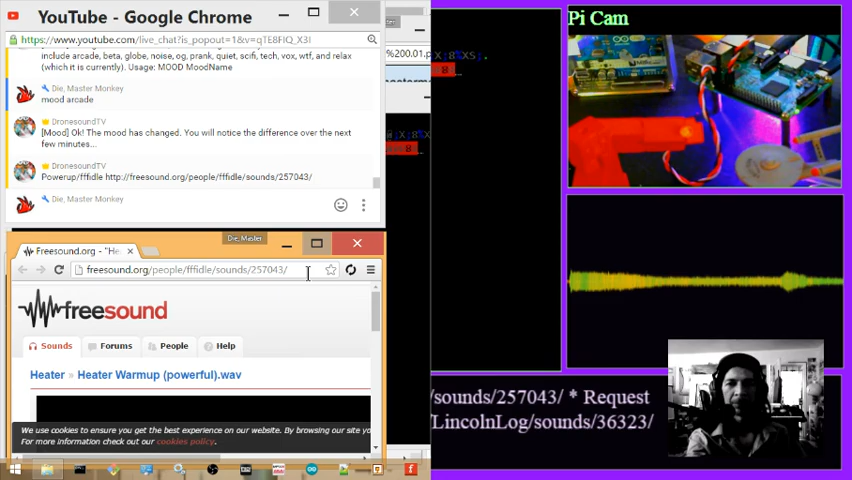 YouTube - Google Chrome
https://www.youtube.com/live_chat?is_popout=1&v=qTE8FIQ_X3I
include arcade, beta, globe, noise, og, prank, quiet, scifi, tech, vox, wtf, and relax
(which it is currently). Usage: MOOD MoodName
Die, Master Monkey
mood arcade
DronesoundTV
[Mood] Ok! The mood has changed. You will notice the difference over the next
few minutes...
DronesoundTV
Powerup/fffidle http://freesound.org/people/fffidle/sounds/257043/
Die, Master Monkey
Die, Master
Freesound.org - "He
freesound.org/people/fffidle/sounds/257043/
freesound
Sounds
Forums
People
Help
Heater » Heater Warmup (powerful).wav
We use cookies to ensure you get the best experience on our website. By browsing our site yo
For more information check out our cookies policy.
Pi Cam
/sounds/257043/ * Request
LincolnLog/sounds/36323/